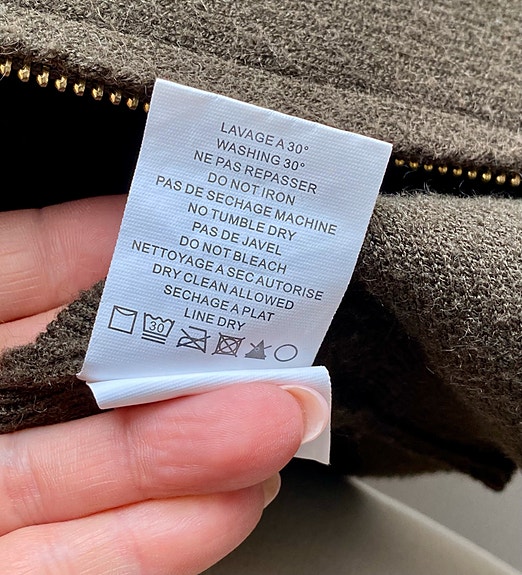 LAVAGE A 30°
WASHING 30°
NE PAS REPASSER
DO NOT IRON
PAS DE SECHAGE MACHINE
NO TUMBLE DRY
PAS DE JAVEL
DO NOT BLEACH
NETTOYAGE A SEC AUTORISE
DRY CLEAN ALLOWED
SECHAGE A PLAT
LINE DRY
30